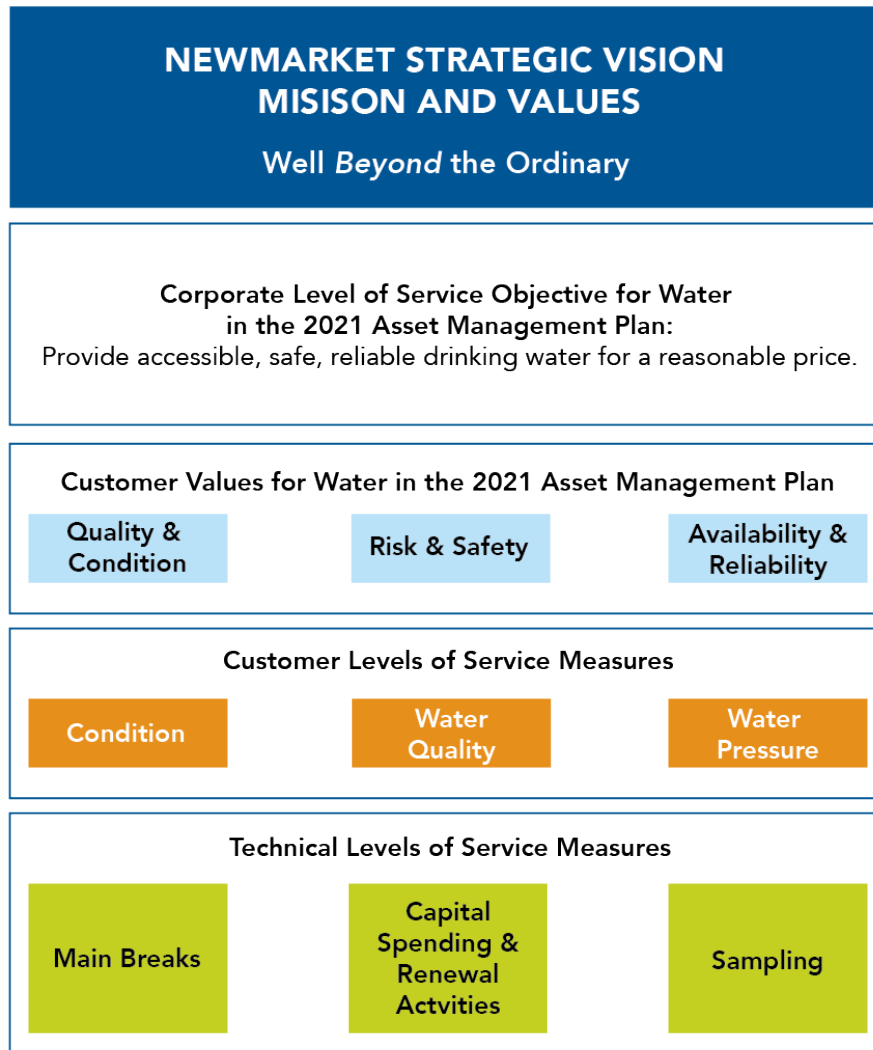 NEWMARKET STRATEGIC VISION
MISISON AND VALUES
Well Beyond the Ordinary
Corporate Level of Service Objective for Water
in the 2021 Asset Management Plan:
Provide accessible, safe, reliable drinking water for a reasonable price.
Customer Values for Water in the 2021 Asset Management Plan
Quality &
Condition
Risk & Safety
Availability &
Reliability
Customer Levels of Service Measures
Condition
Water
Quality
Water
Pressure
Technical Levels of Service Measures
Main Breaks
Capital
Spending &
Renewal
Actvities
Sampling